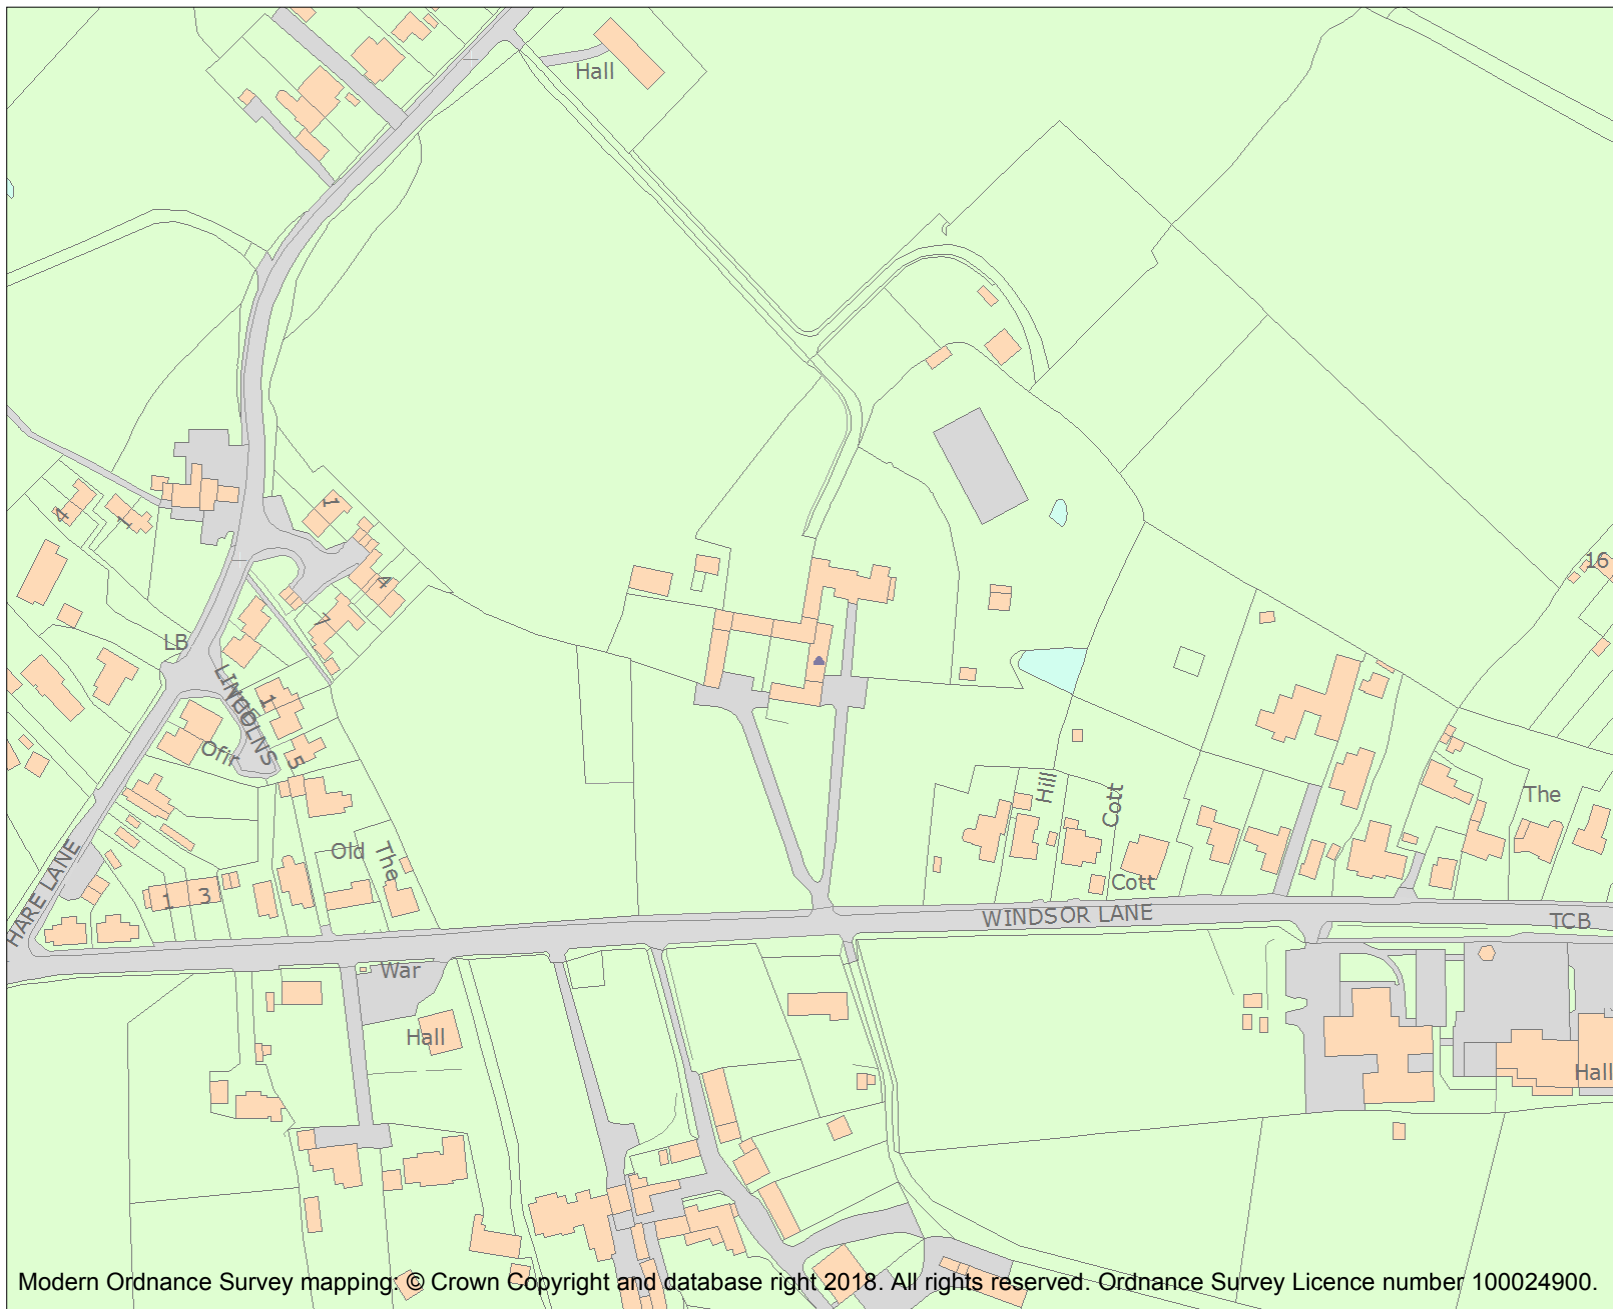 Hall
16
1
4
1
4
7
LB
LINCOLNS
1
Ofir
5
Hill
Cott
The
Old
The
Cott
1
3
HARE LANE
WINDSOR LANE
TCB
War
Hall
Hall
Modern Ordnance Survey mapping: © Crown Copyright and database right 2018. All rights reserved. Ordnance Survey Licence number 100024900.